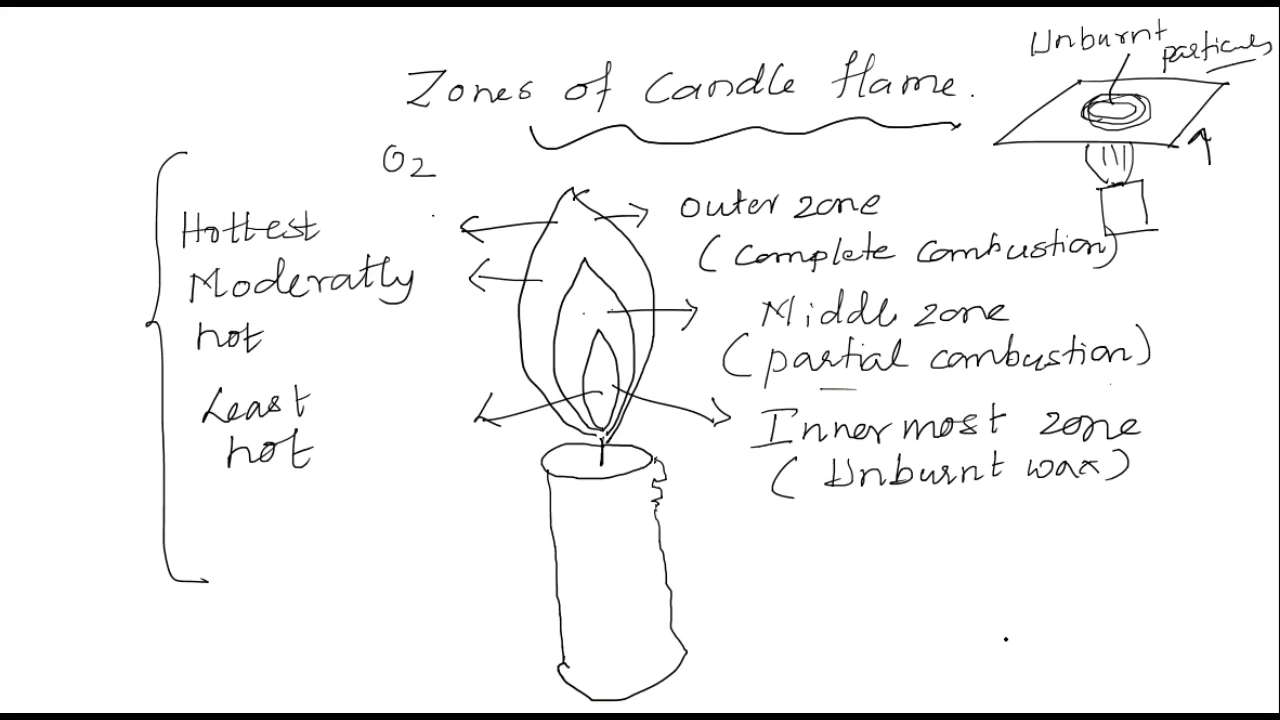 Unburnt
particules
Zones of candle flame.
O2
Hottest
Outer zone
(complete combustion)
Moderatly
hot
Middle zone
(partial combustion)
Least
hot
Innermost zone
(Unburnt wax)